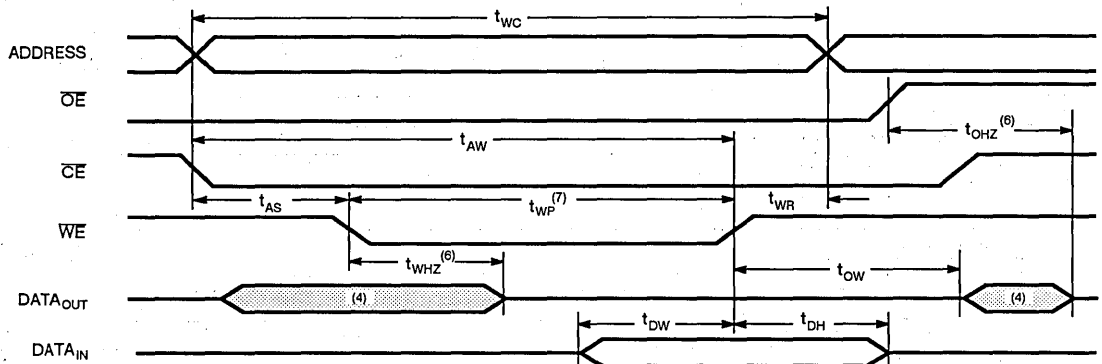 t_WC
ADDRESS
OE
t_AW
t_OHZ (6)
CE
t_AS
t_WP (7)
t_WR
WE
t_WHZ (6)
t_OW
DATA_OUT
(4)
(4)
t_DW
t_DH
DATA_IN